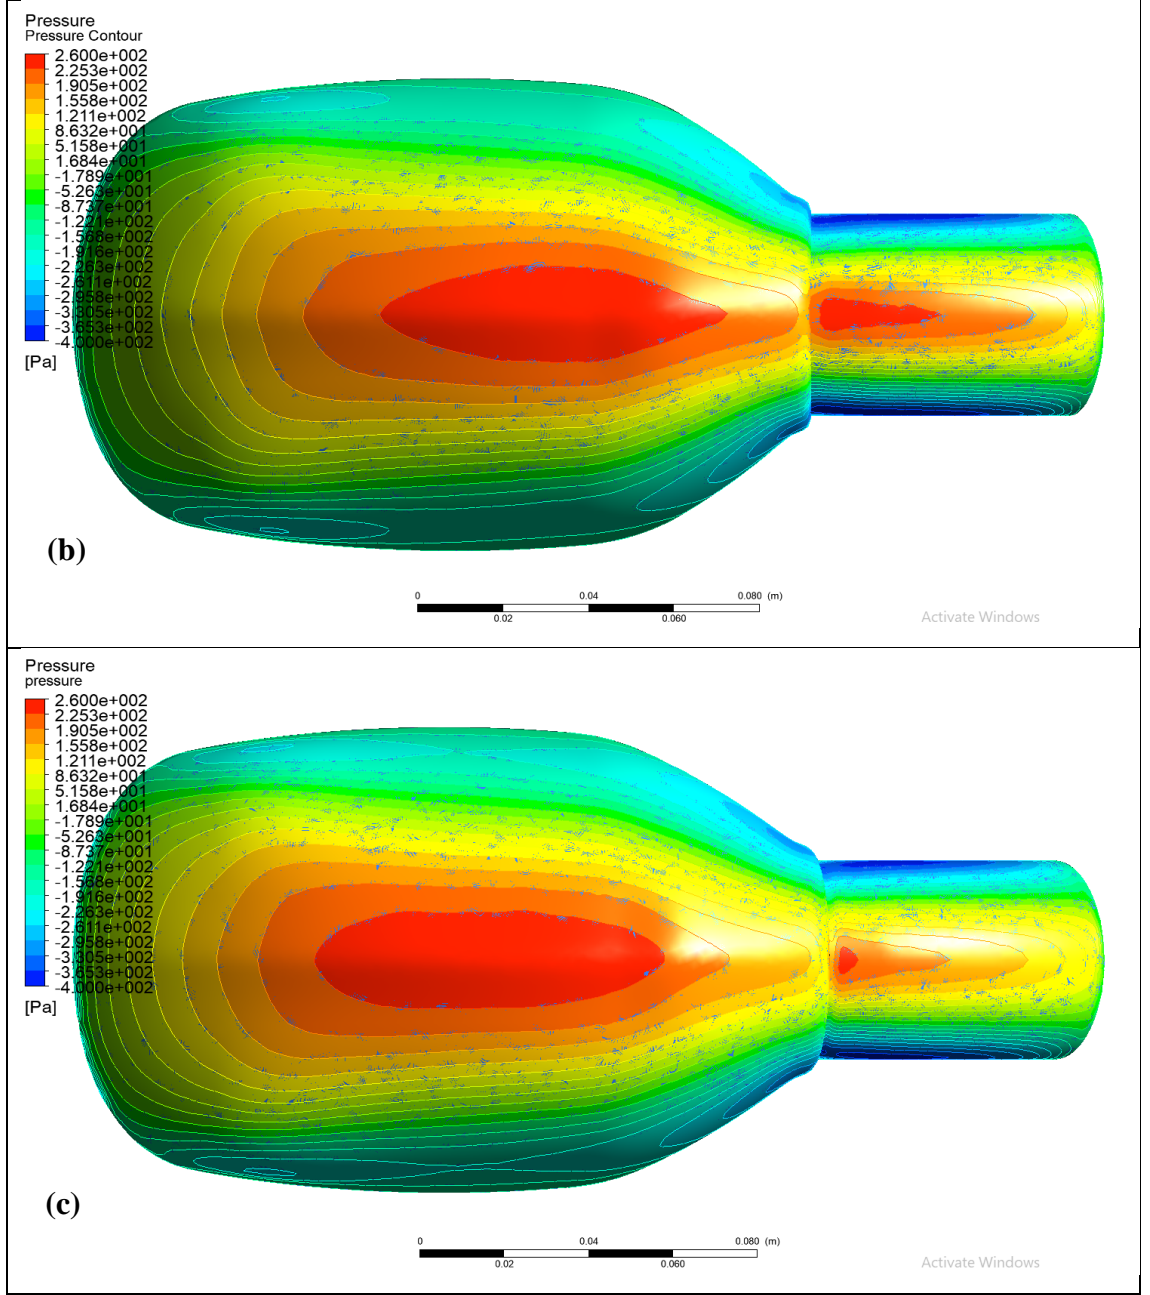 Pressure
Pressure Contour
2.600e+002
2.253e+002
1.905e+002
1.558e+002
1.211e+002
8.632e+001
5.158e+001
1.684e+001
-1.789e+001
-5.263e+001
-8.737e+001
-1.221e+002
-1.568e+002
-1.916e+002
-2.263e+002
-2.611e+002
-2.958e+002
-3.305e+002
-3.653e+002
-4.000e+002
[Pa]
(b)
0 0.04 0.080 (m)
0.02 0.060
Activate Windows
Pressure
pressure
2.600e+002
2.253e+002
1.905e+002
1.558e+002
1.211e+002
8.632e+001
5.158e+001
1.684e+001
-1.789e+001
-5.263e+001
-8.737e+001
-1.221e+002
-1.568e+002
-1.916e+002
-2.263e+002
-2.611e+002
-2.958e+002
-3.305e+002
-3.653e+002
-4.000e+002
[Pa]
(c)
0 0.04 0.080 (m)
0.02 0.060
Activate Windows